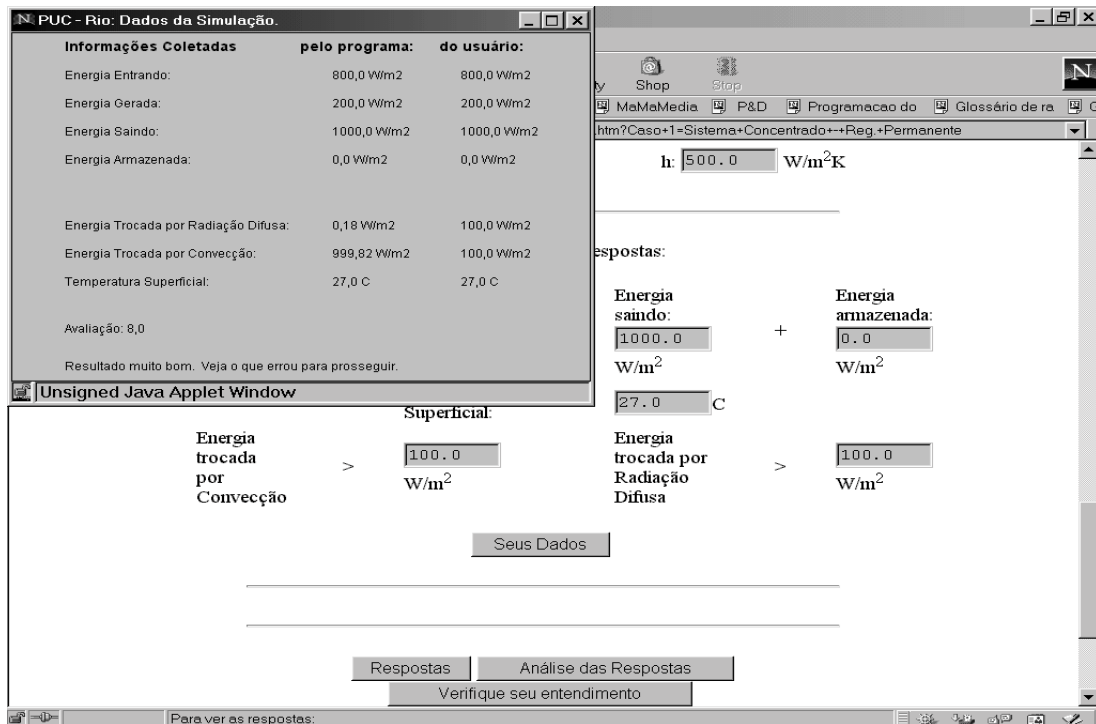 PUC - Rio: Dados da Simulação.
Informações Coletadas pelo programa: do usuário:
Energia Entrando: 800,0 W/m2 800,0 W/m2
Energia Gerada: 200,0 W/m2 200,0 W/m2
Energia Saindo: 1000,0 W/m2 1000,0 W/m2
Energia Armazenada: 0,0 W/m2 0,0 W/m2
Energia Trocada por Radiação Difusa: 0,18 W/m2 100,0 W/m2
Energia Trocada por Convecção: 999,82 W/m2 100,0 W/m2
Temperatura Superficial: 27,0 C 27,0 C
Avaliação: 8,0
Resultado muito bom. Veja o que errou para prosseguir.
Unsigned Java Applet Window
Shop Stop
N
MaMaMedia P&D Programacao do Glossário de ra
.htm?Caso+1=Sistema+Concentrado+-+Reg.+Permanente
h: 500.0 W/m2K
espostas:
Energia saindo: Energia armazenada:
1000.0 + 0.0
W/m2 W/m2
27.0 C
Superficial:
Energia trocada por Convecção > 100.0 W/m2
Energia trocada por Radiação Difusa > 100.0 W/m2
Seus Dados
Respostas Análise das Respostas
Verifique seu entendimento
Para ver as respostas: